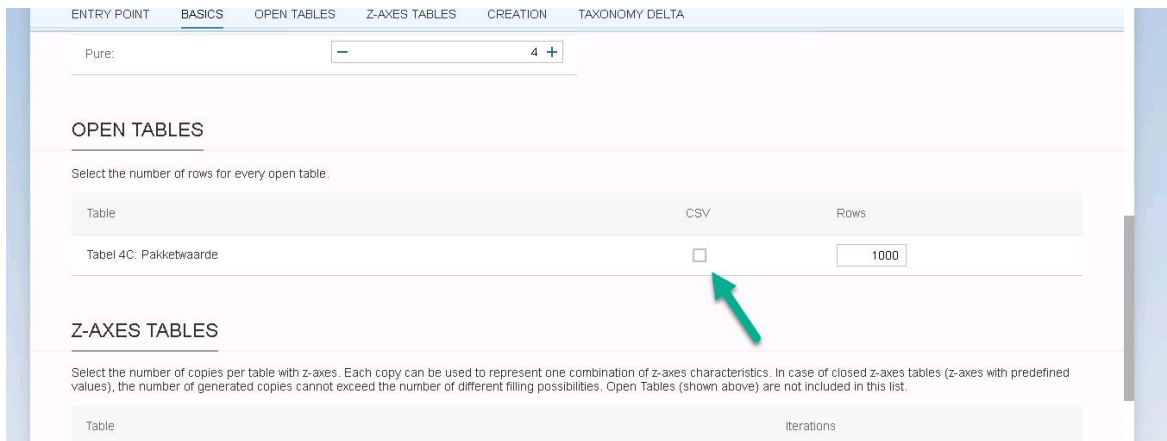 ENTRY POINT BASICS OPEN TABLES Z-AXES TABLES CREATION TAXONOMY DELTA
Pure: − 4 +
OPEN TABLES
Select the number of rows for every open table.
Table CSV Rows
Tabel 4C: Pakketwaarde 1000
Z-AXES TABLES
Select the number of copies per table with z-axes. Each copy can be used to represent one combination of z-axes characteristics. In case of closed z-axes tables (z-axes with predefined
values), the number of generated copies cannot exceed the number of different filling possibilities. Open Tables (shown above) are not included in this list.
Table Iterations